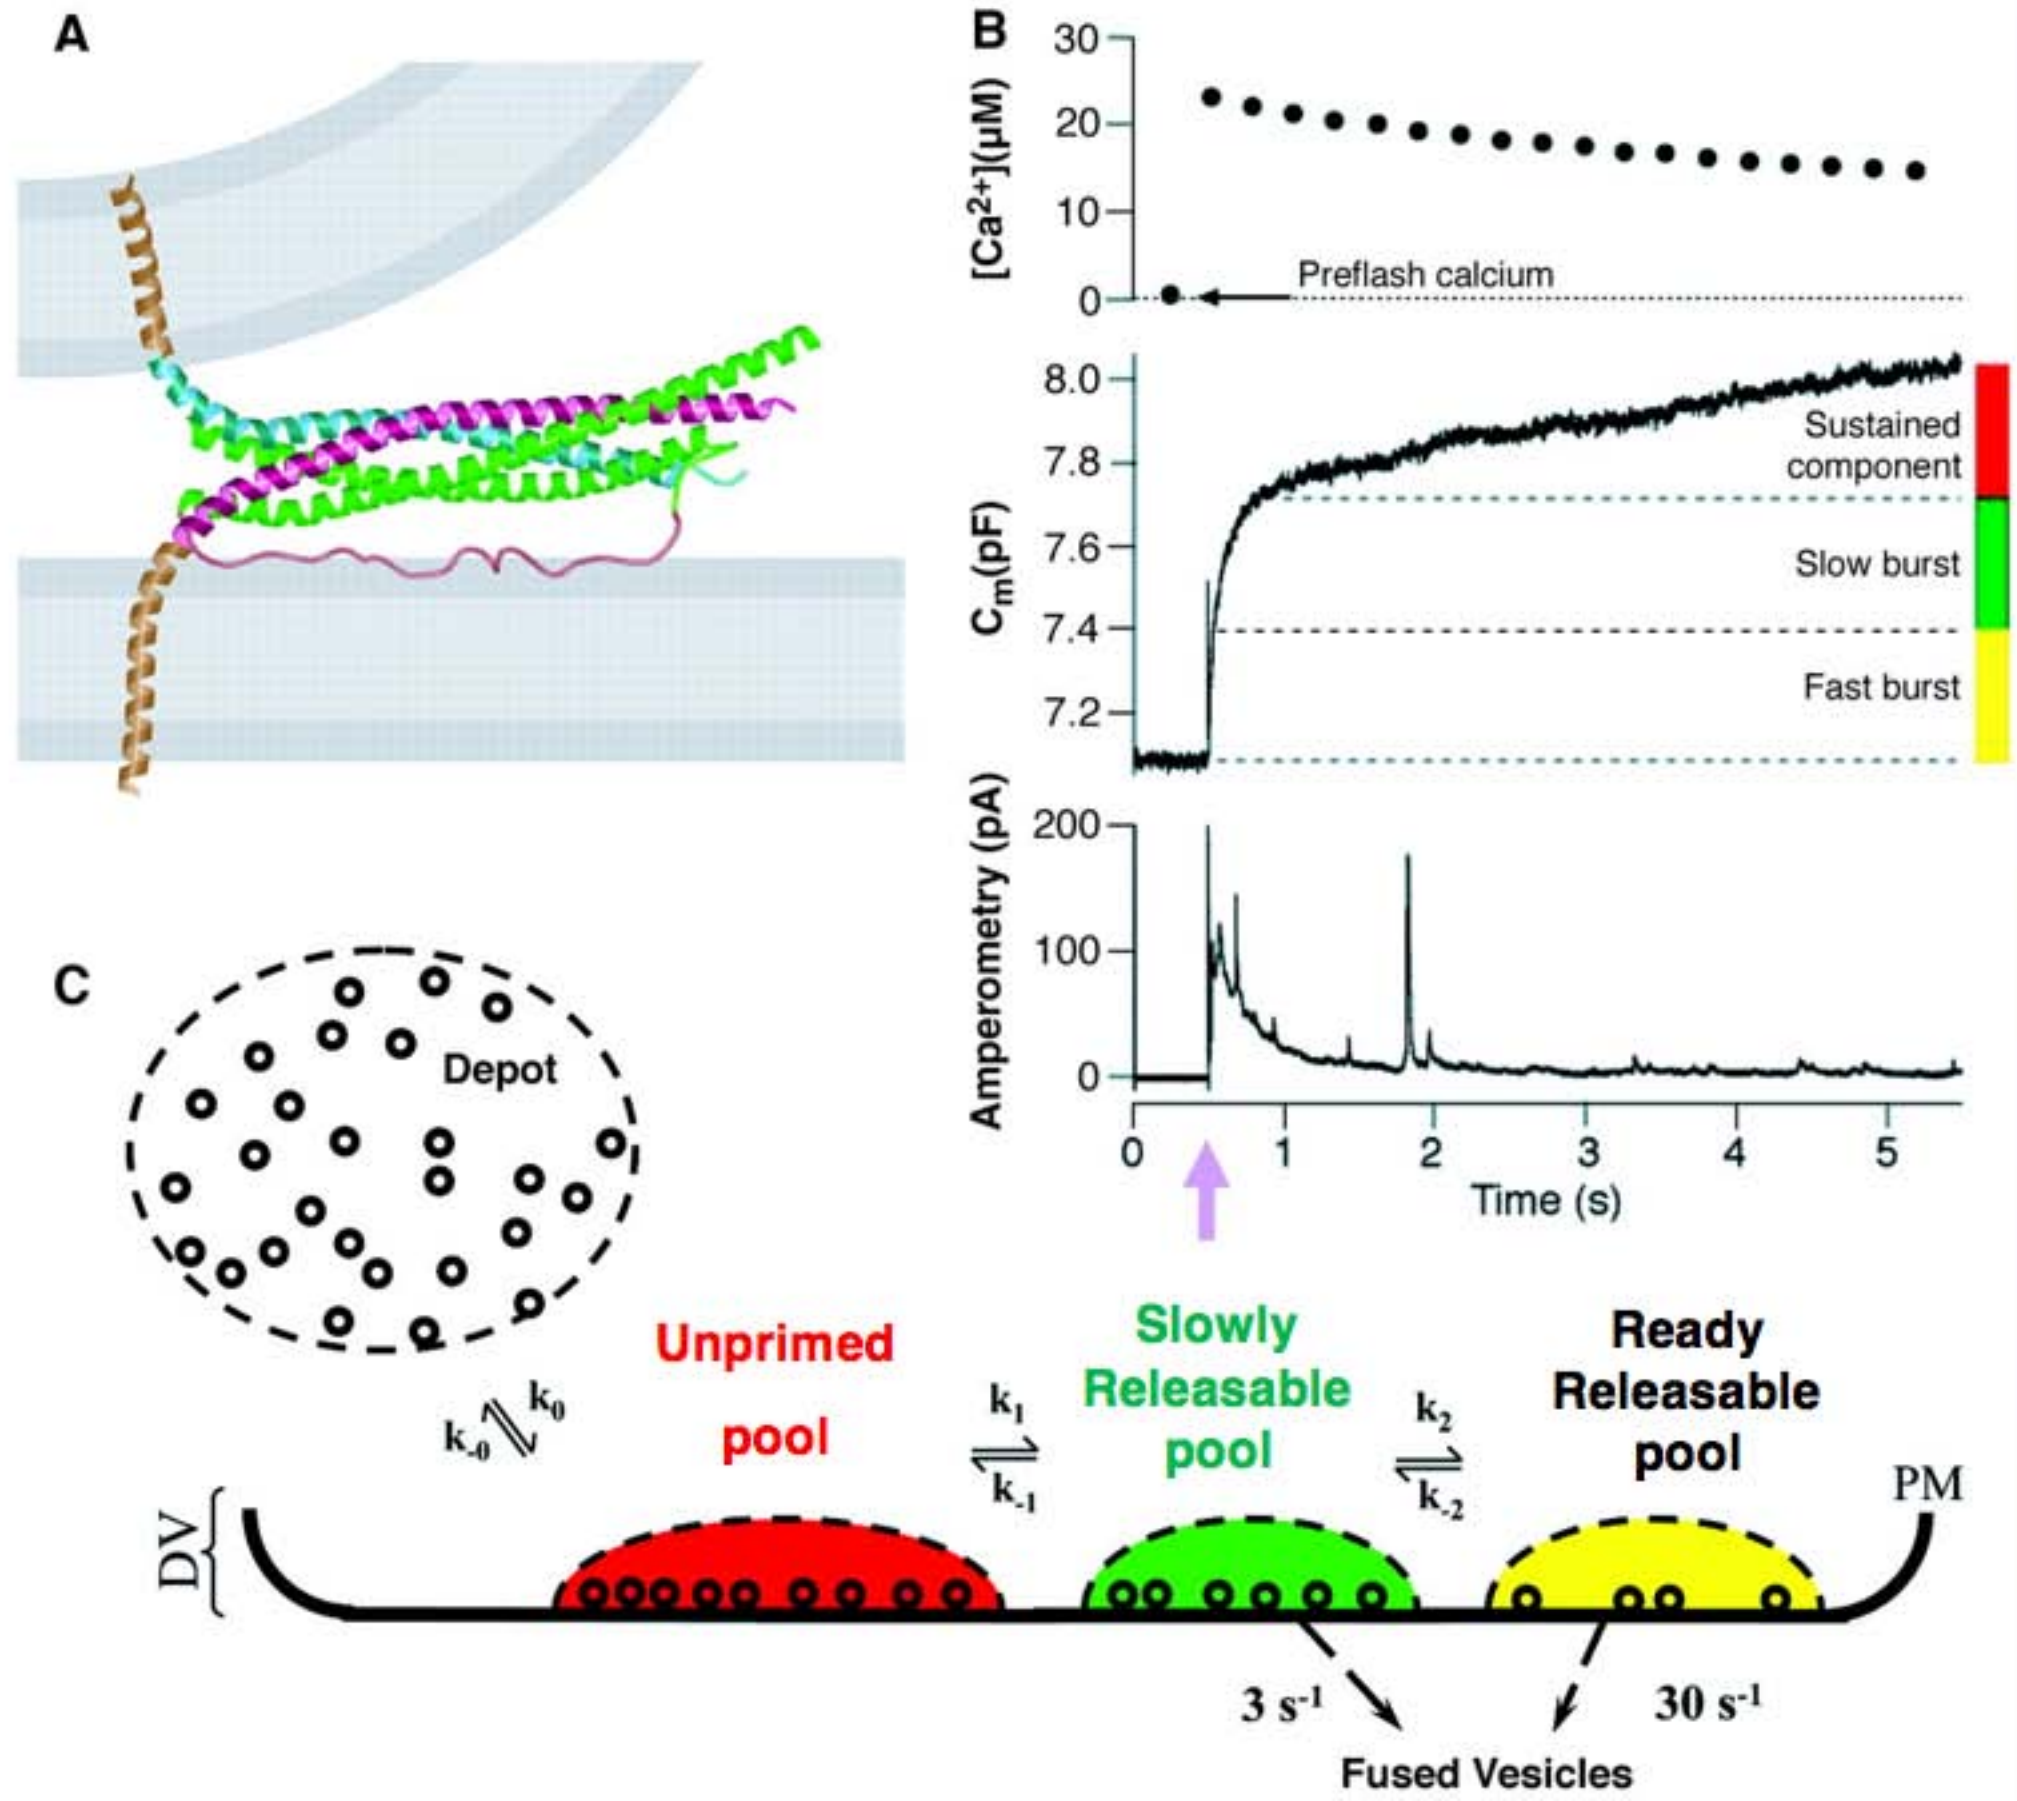 A
B
30
20
10
0
[Ca2+](µM)
Preflash calcium
8.0
7.8
7.6
7.4
7.2
Cm(pF)
Sustained
component
Slow burst
Fast burst
200
100
0
Amperometry (pA)
0 1 2 3 4 5
Time (s)
C
Depot
k-0 k0
Unprimed
pool
k1
k-1
Slowly
Releasable
pool
k2
k-2
Ready
Releasable
pool
PM
DV
3 s-1
30 s-1
Fused Vesicles